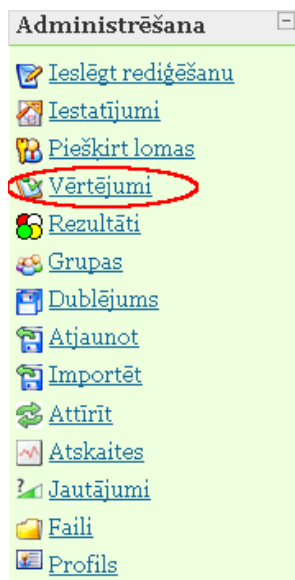 Administrēšana
Ieslēgt rediģēšanu
Iestatījumi
Piešķirt lomas
Vērtējumi
Rezultāti
Grupas
Dublējums
Atjaunot
Importēt
Attīrīt
Atskaites
Jautājumi
Faili
Profils